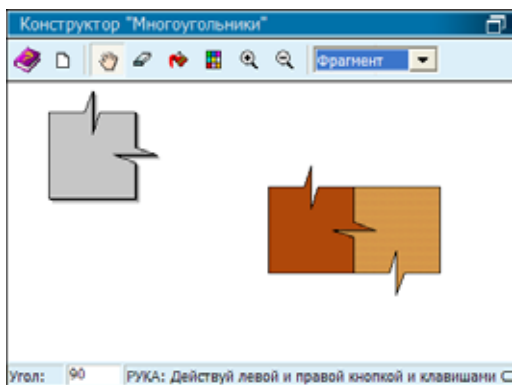 Конструктор "Многоугольники"
Фрагмент
Угол: 90 РУКА: Действуй левой и правой кнопкой и клавишами